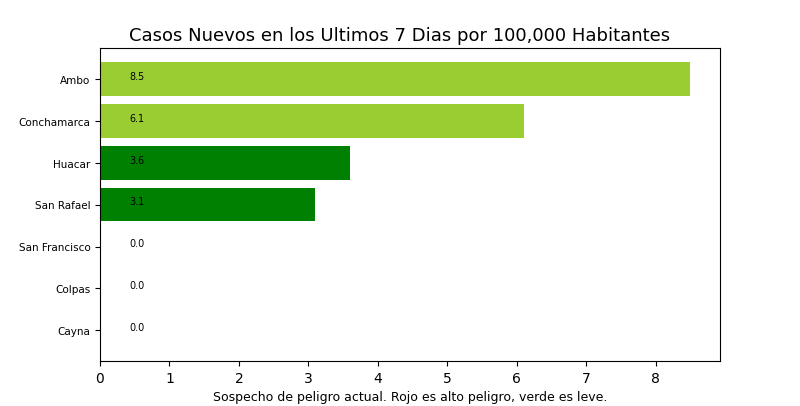 Casos Nuevos en los Ultimos 7 Dias por 100,000 Habitantes
Ambo 8.5
Conchamarca 6.1
Huacar 3.6
San Rafael 3.1
San Francisco 0.0
Colpas 0.0
Cayna 0.0
0 1 2 3 4 5 6 7 8
Sospecho de peligro actual. Rojo es alto peligro, verde es leve.